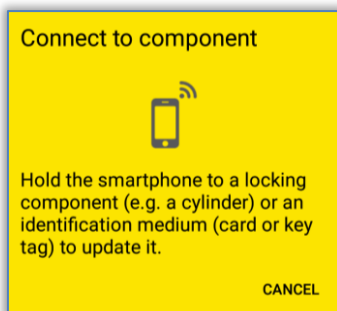 Connect to component
Hold the smartphone to a locking
component (e.g. a cylinder) or an
identification medium (card or key
tag) to update it.
CANCEL